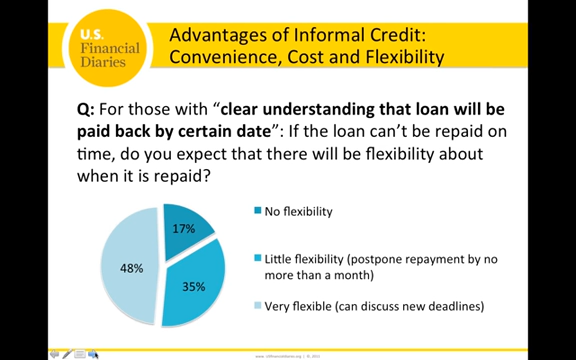 U.S.
Financial
Diaries
Advantages of Informal Credit:
Convenience, Cost and Flexibility
Q: For those with “clear understanding that loan will be
paid back by certain date”: If the loan can’t be repaid on
time, do you expect that there will be flexibility about
when it is repaid?
17%
35%
48%
No flexibility
Little flexibility (postpone repayment by no
more than a month)
Very flexible (can discuss new deadlines)